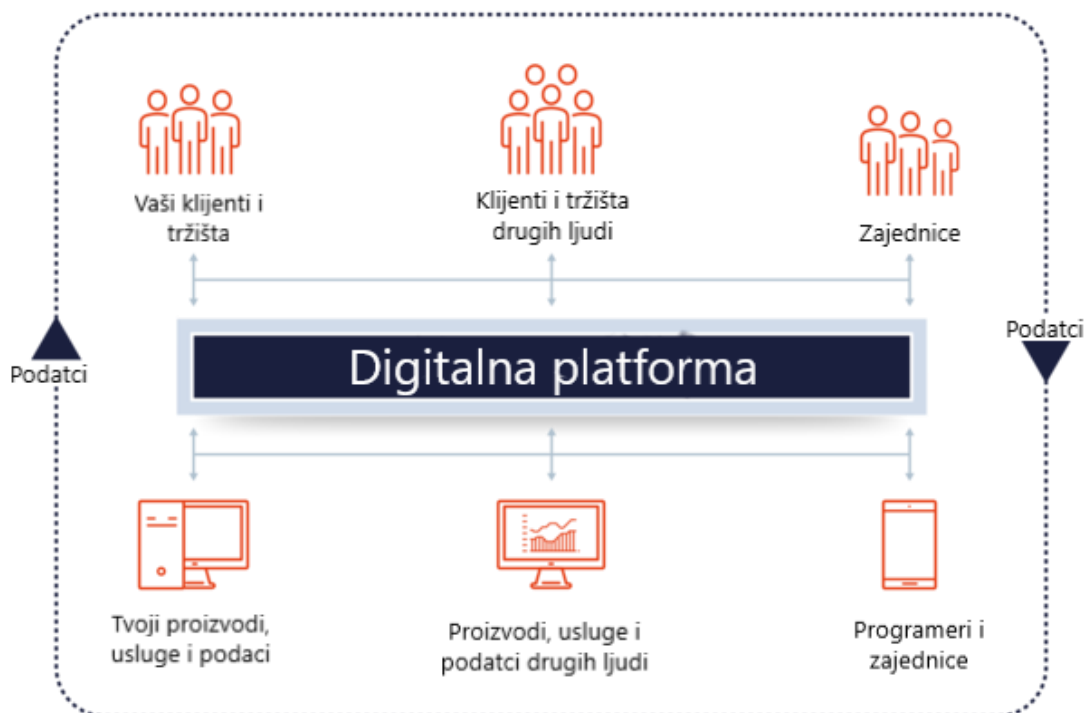 Vaši klijenti i
tržišta
Klijenti i tržišta
drugih ljudi
Zajednice
Podatci
Digitalna platforma
Podatci
Tvoji proizvodi,
usluge i podaci
Proizvodi, usluge i
podatci drugih ljudi
Programeri i
zajednice